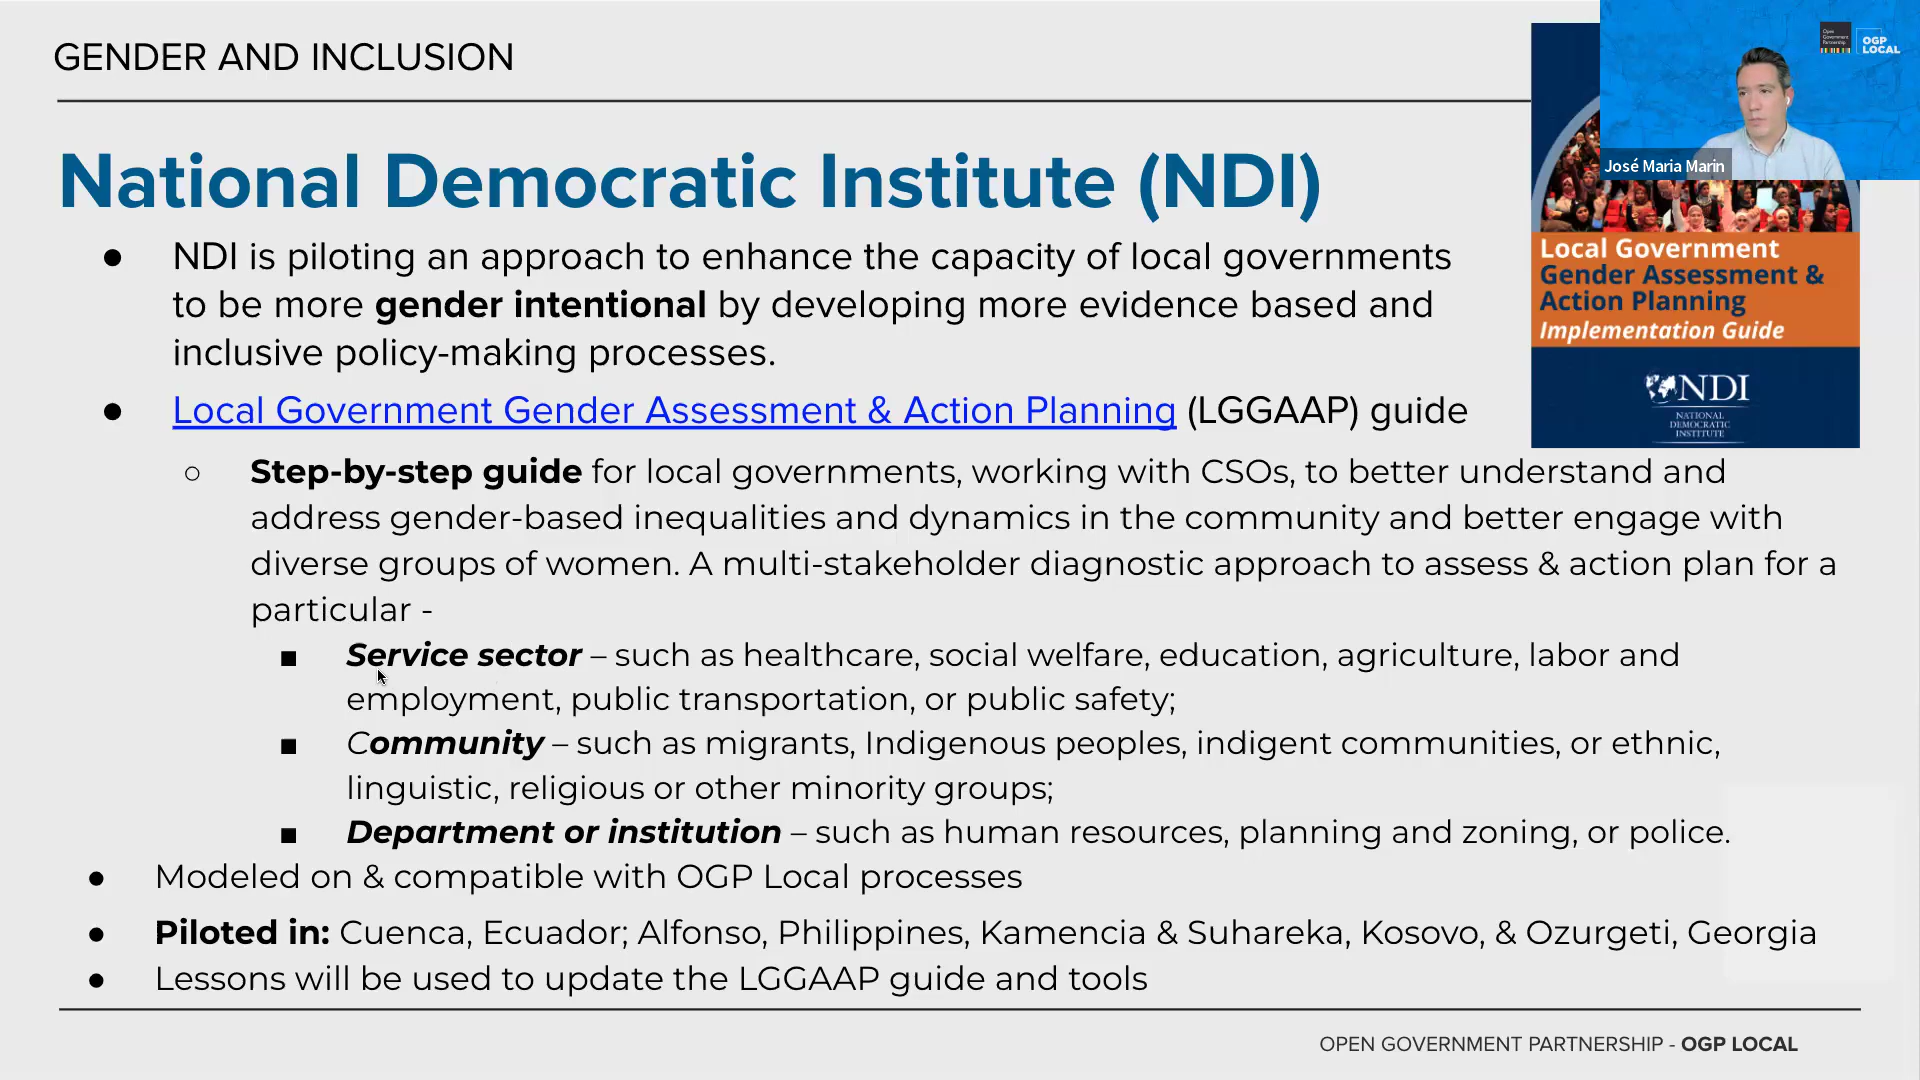 GENDER AND INCLUSION
National Democratic Institute (NDI)
● NDI is piloting an approach to enhance the capacity of local governments
to be more gender intentional by developing more evidence based and
inclusive policy-making processes.
● Local Government Gender Assessment & Action Planning (LGGAAP) guide
○ Step-by-step guide for local governments, working with CSOs, to better understand and
address gender-based inequalities and dynamics in the community and better engage with
diverse groups of women. A multi-stakeholder diagnostic approach to assess & action plan for a
particular -
■ Service sector – such as healthcare, social welfare, education, agriculture, labor and
employment, public transportation, or public safety;
■ Community – such as migrants, Indigenous peoples, indigent communities, or ethnic,
linguistic, religious or other minority groups;
■ Department or institution – such as human resources, planning and zoning, or police.
● Modeled on & compatible with OGP Local processes
● Piloted in: Cuenca, Ecuador; Alfonso, Philippines, Kamencia & Suhareka, Kosovo, & Ozurgeti, Georgia
● Lessons will be used to update the LGGAAP guide and tools
OPEN GOVERNMENT PARTNERSHIP - OGP LOCAL
Open
Government
Partnership
OGP
LOCAL
José Maria Marin
Local Government
Gender Assessment &
Action Planning
Implementation Guide
NDI
NATIONAL
DEMOCRATIC
INSTITUTE